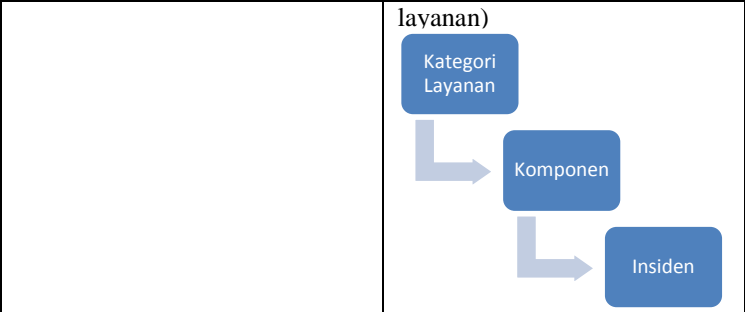 layanan)
Kategori
Layanan
Komponen
Insiden